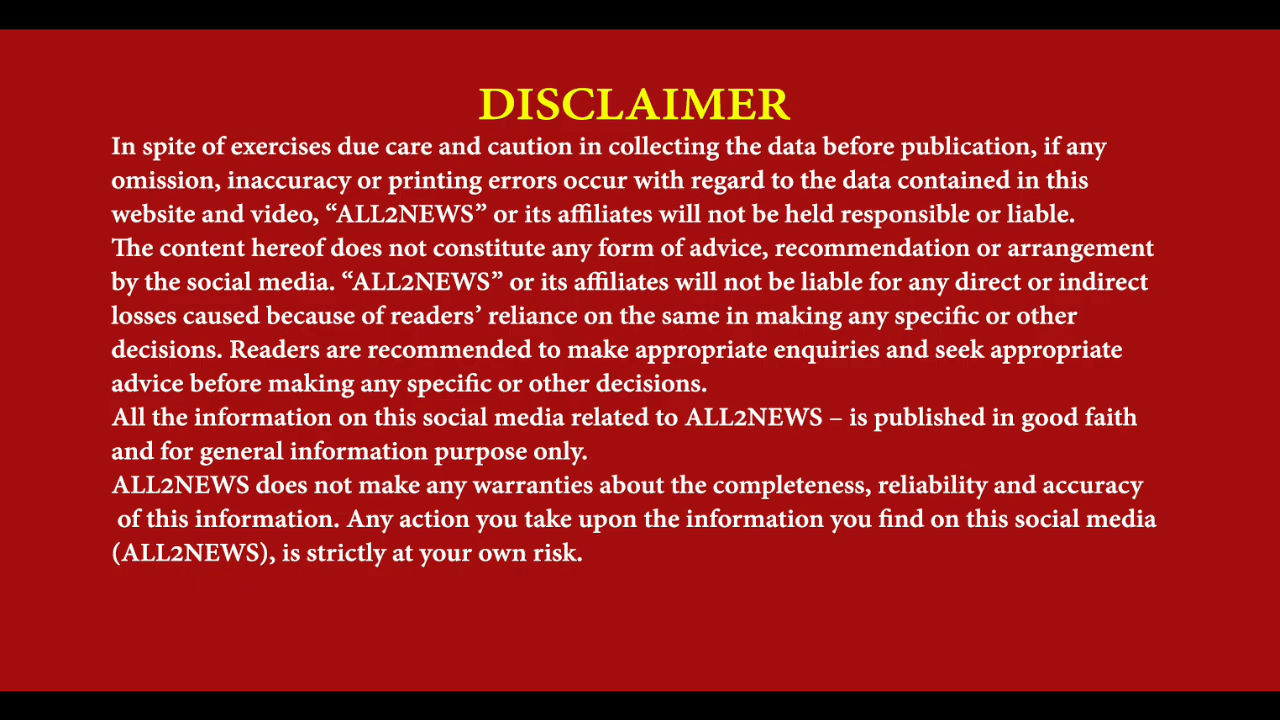 DISCLAIMER
In spite of exercises due care and caution in collecting the data before publication, if any
omission, inaccuracy or printing errors occur with regard to the data contained in this
website and video, “ALL2NEWS” or its affiliates will not be held responsible or liable.
The content hereof does not constitute any form of advice, recommendation or arrangement
by the social media. “ALL2NEWS” or its affiliates will not be liable for any direct or indirect
losses caused because of readers’ reliance on the same in making any specific or other
decisions. Readers are recommended to make appropriate enquiries and seek appropriate
advice before making any specific or other decisions.
All the information on this social media related to ALL2NEWS – is published in good faith
and for general information purpose only.
ALL2NEWS does not make any warranties about the completeness, reliability and accuracy
of this information. Any action you take upon the information you find on this social media
(ALL2NEWS), is strictly at your own risk.